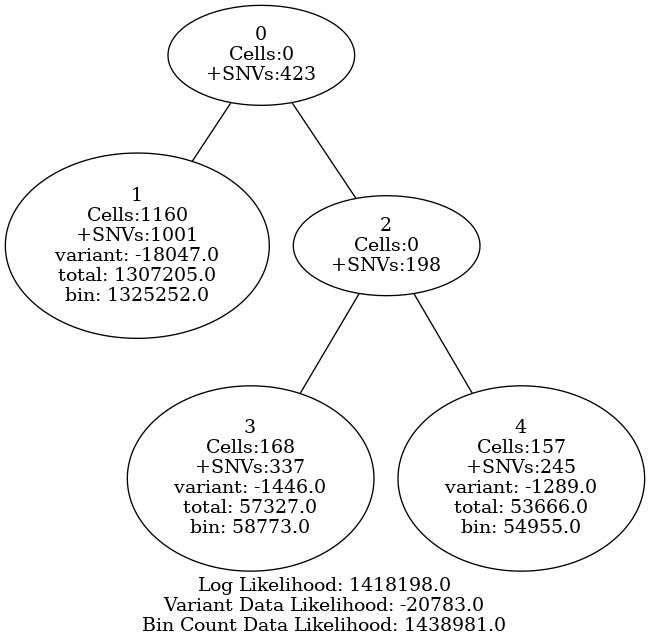 0
Cells:0
+SNVs:423
1
Cells:1160
+SNVs:1001
variant: -18047.0
total: 1307205.0
bin: 1325252.0
2
Cells:0
+SNVs:198
3
Cells:168
+SNVs:337
variant: -1446.0
total: 57327.0
bin: 58773.0
4
Cells:157
+SNVs:245
variant: -1289.0
total: 53666.0
bin: 54955.0
Log Likelihood: 1418198.0
Variant Data Likelihood: -20783.0
Bin Count Data Likelihood: 1438981.0